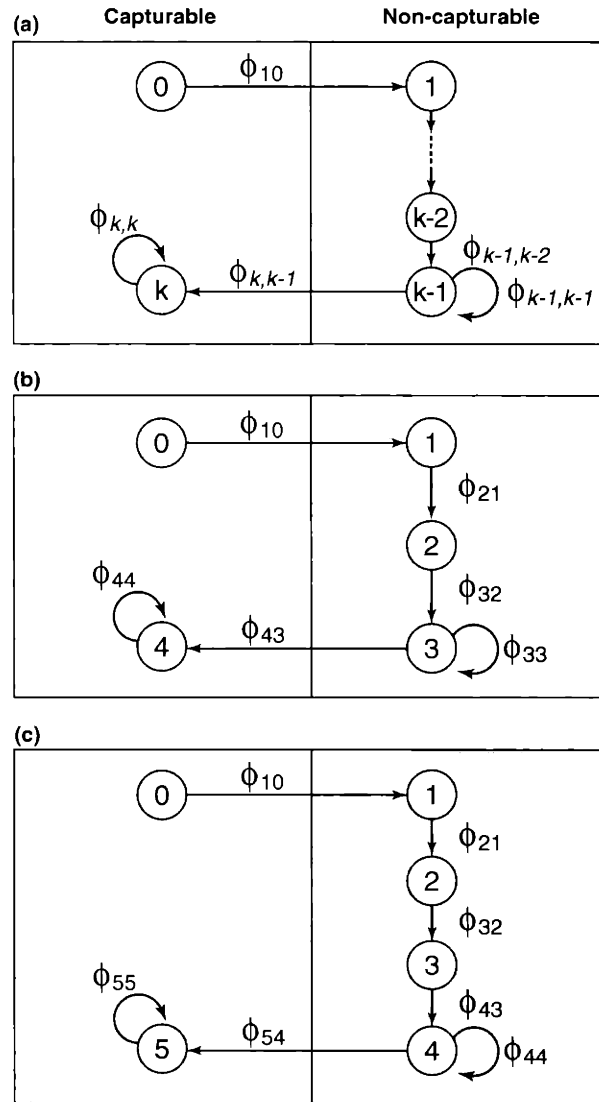 Capturable Non-capturable
(a)
0 ϕ10 1
k-2
ϕk,k
ϕk-1,k-2
k ϕk,k-1 k-1 ϕk-1,k-1
(b)
0 ϕ10 1
ϕ21
2
ϕ44 ϕ32
4 ϕ43 3 ϕ33
(c)
0 ϕ10 1
ϕ21
2
ϕ32
3
ϕ55 ϕ43
5 ϕ54 4 ϕ44